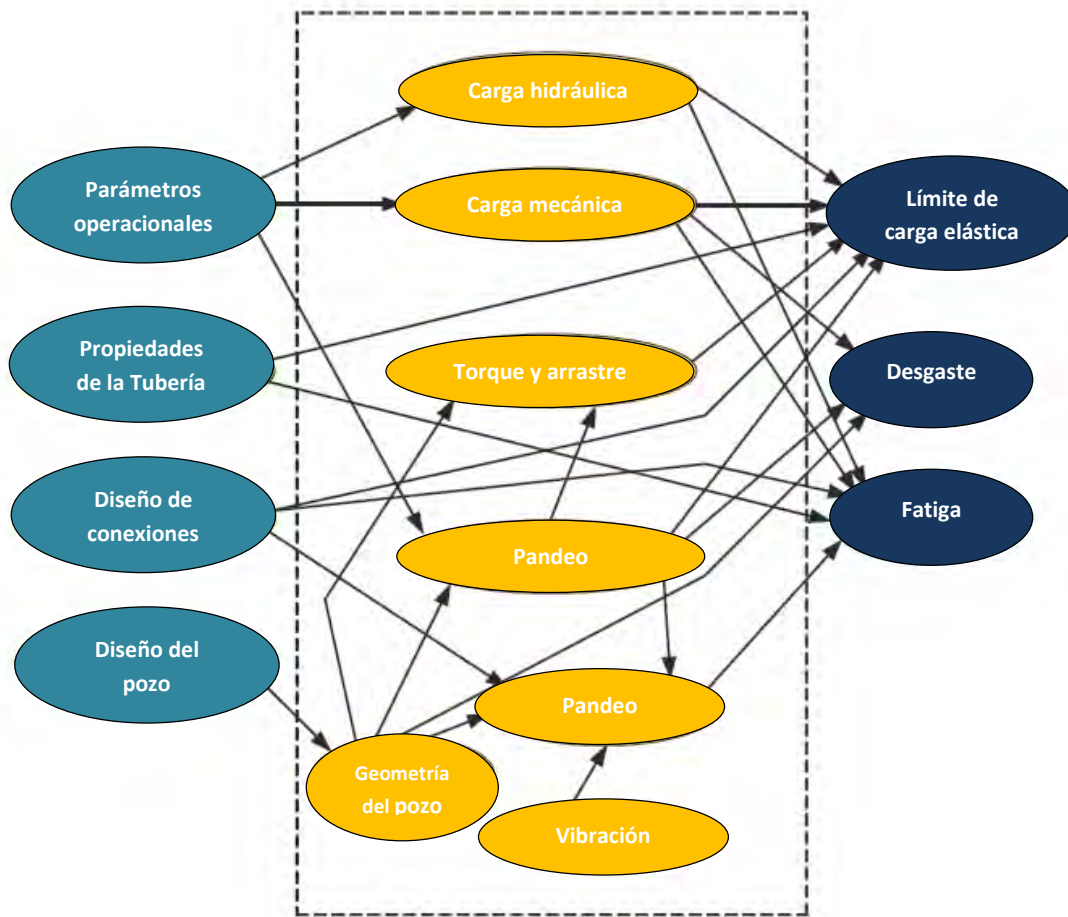 Parámetros
operacionales
Propiedades
de la Tubería
Diseño de
conexiones
Diseño del
pozo
Carga hidráulica
Carga mecánica
Torque y arrastre
Pandeo
Pandeo
Geometría
del pozo
Vibración
Límite de
carga elástica
Desgaste
Fatiga